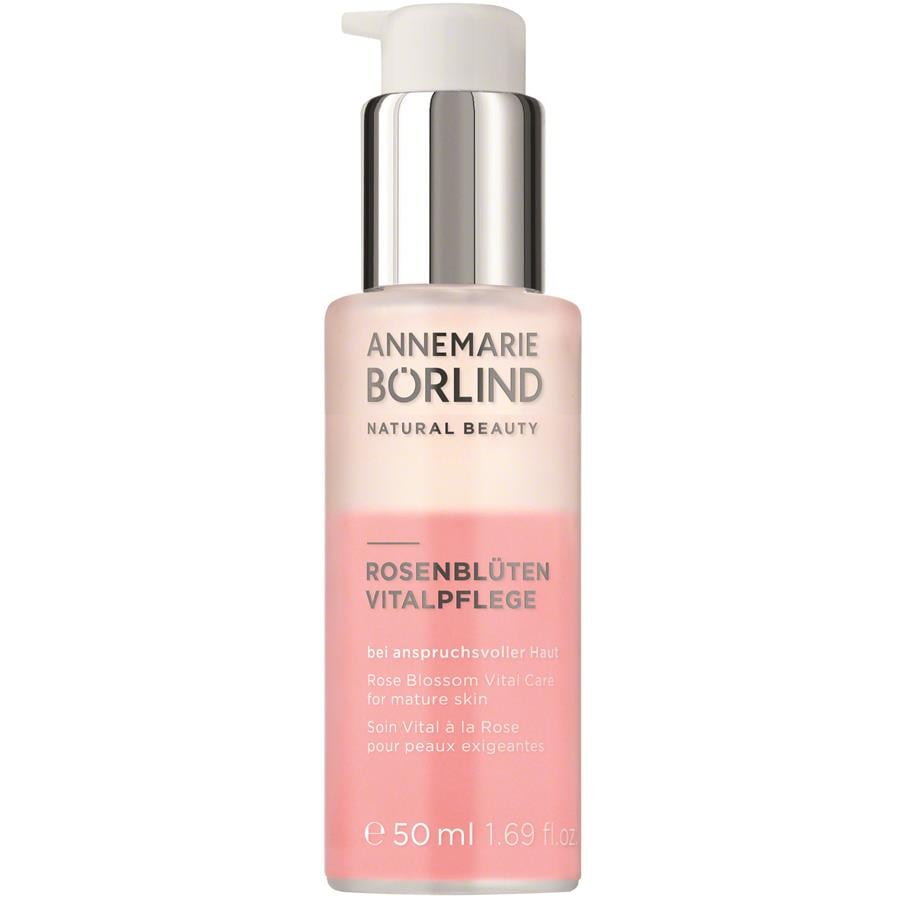 ANNEMARIE
BÖRLIND
NATURAL BEAUTY
ROSENBLÜTEN
VITALPFLEGE
bei anspruchsvoller Haut
Rose Blossom Vital Care
for mature skin
Soin Vital à la Rose
pour peaux exigeantes
℮ 50 ml 1.69 fl.oz.